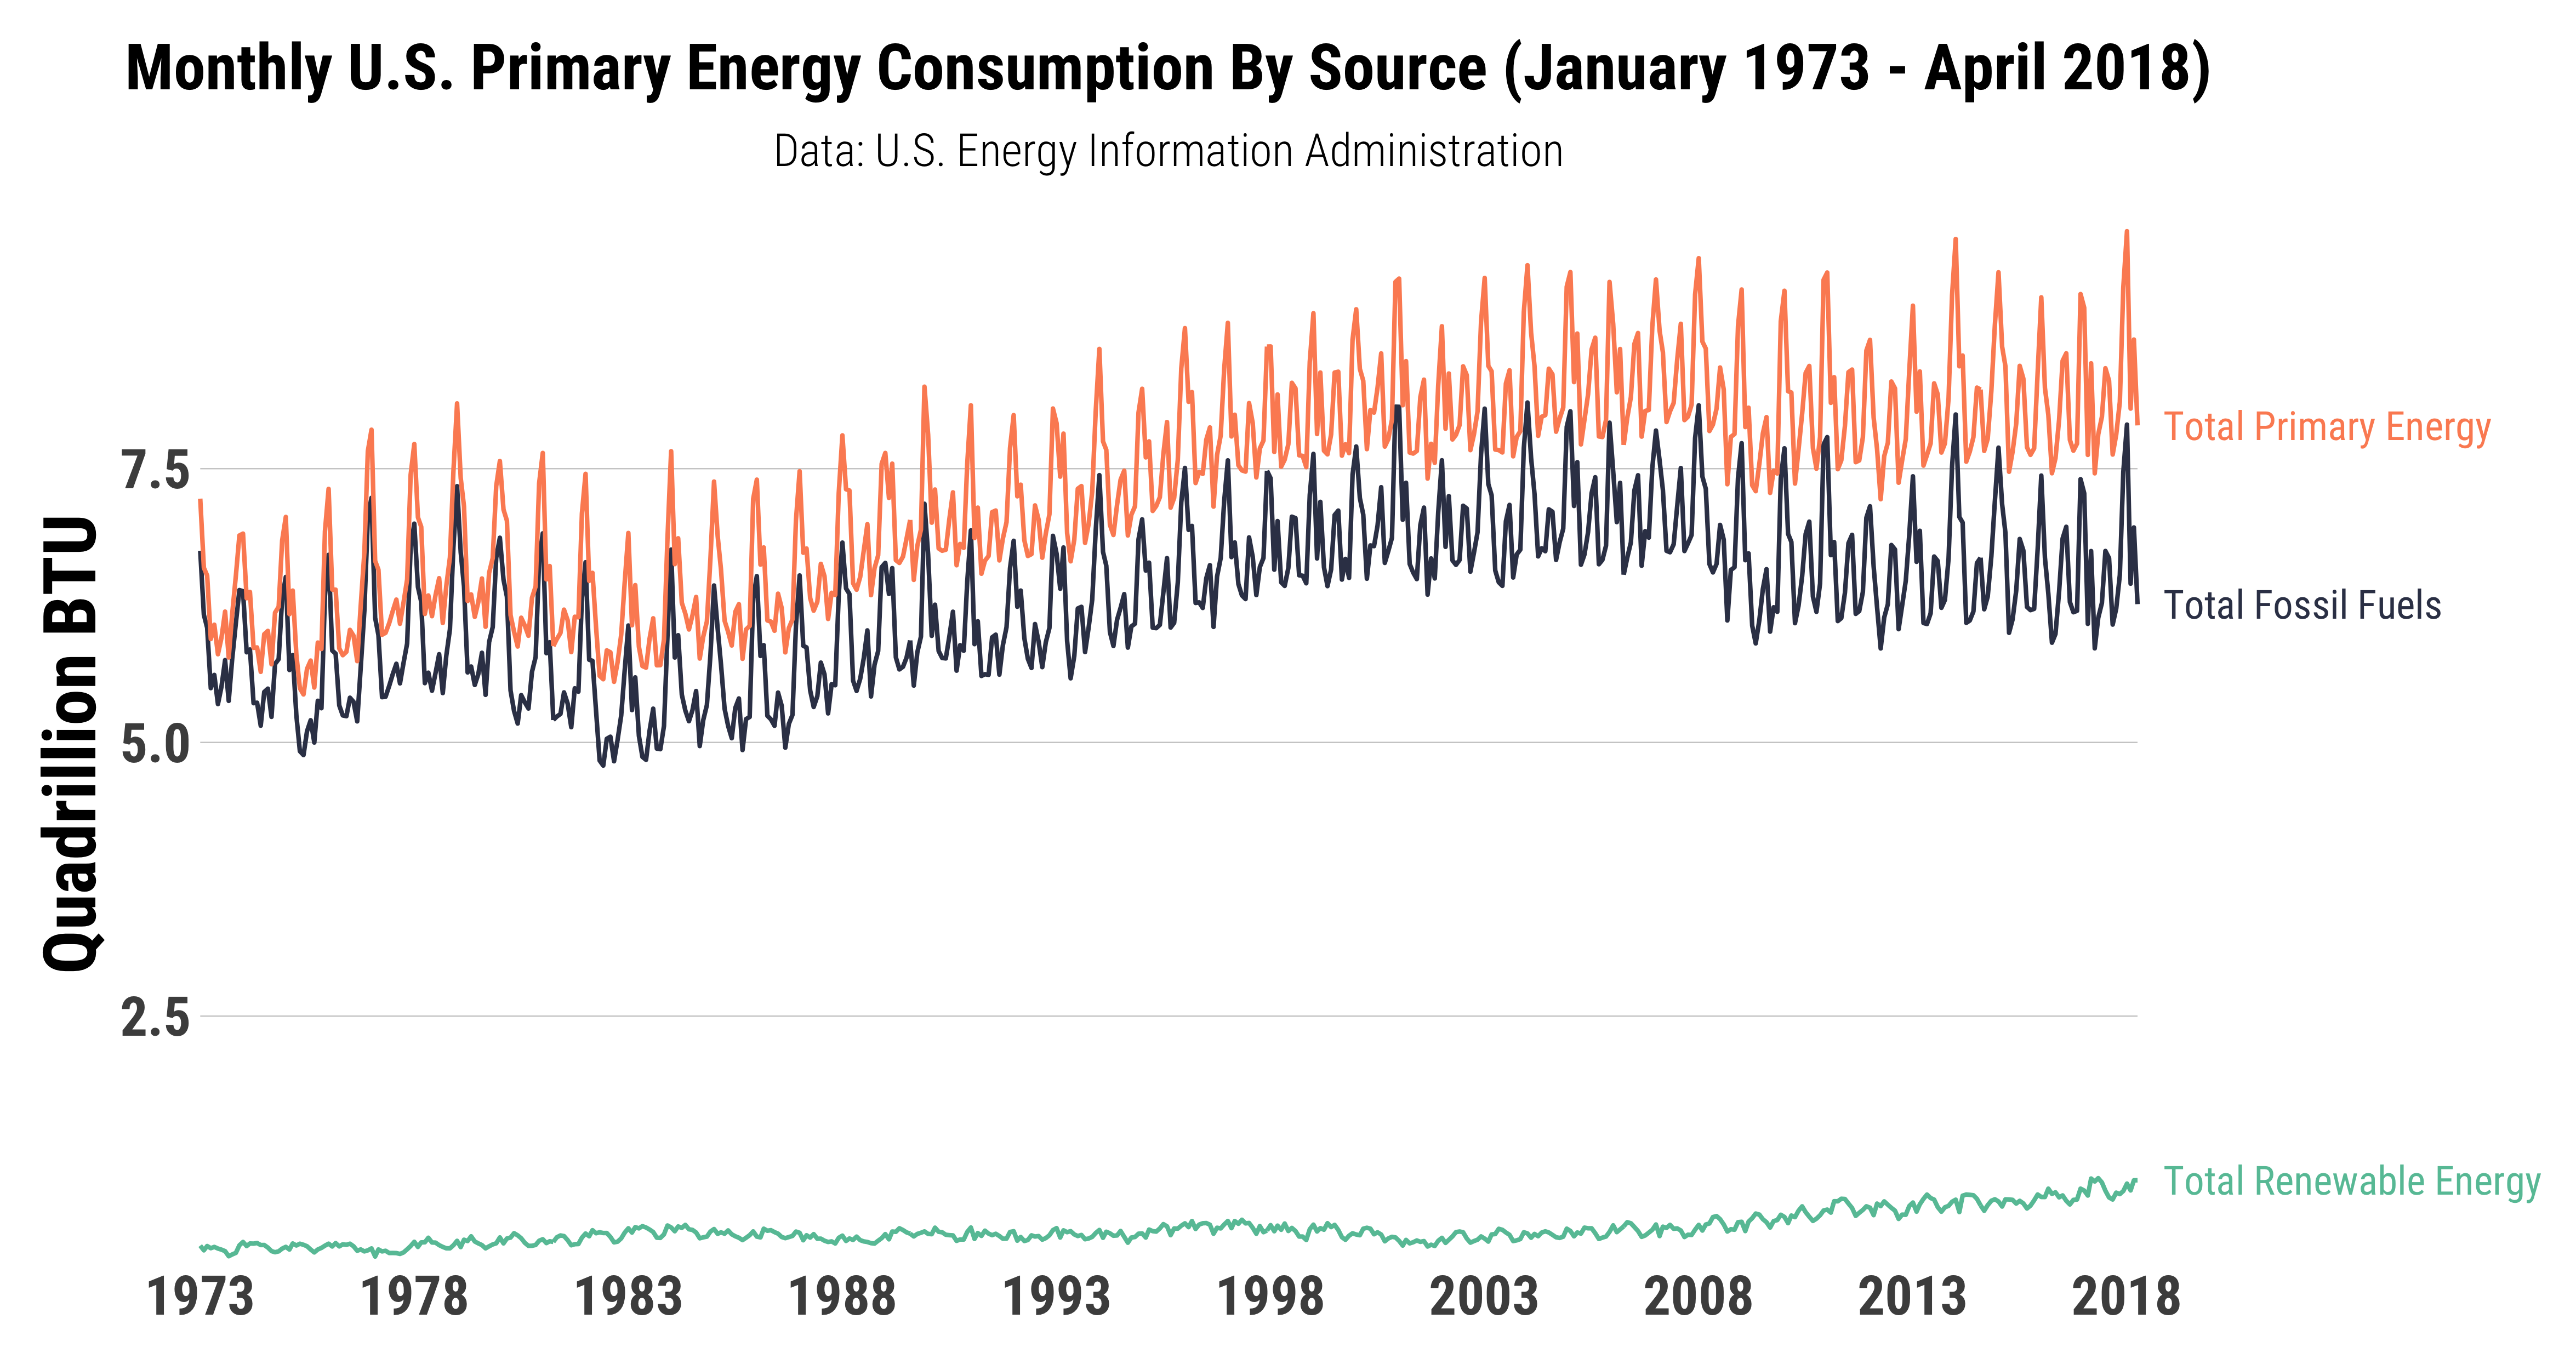 Monthly U.S. Primary Energy Consumption By Source (January 1973 - April 2018)
Data: U.S. Energy Information Administration
Quadrillion BTU
7.5
5.0
2.5
Total Primary Energy
Total Fossil Fuels
Total Renewable Energy
1973 1978 1983 1988 1993 1998 2003 2008 2013 2018